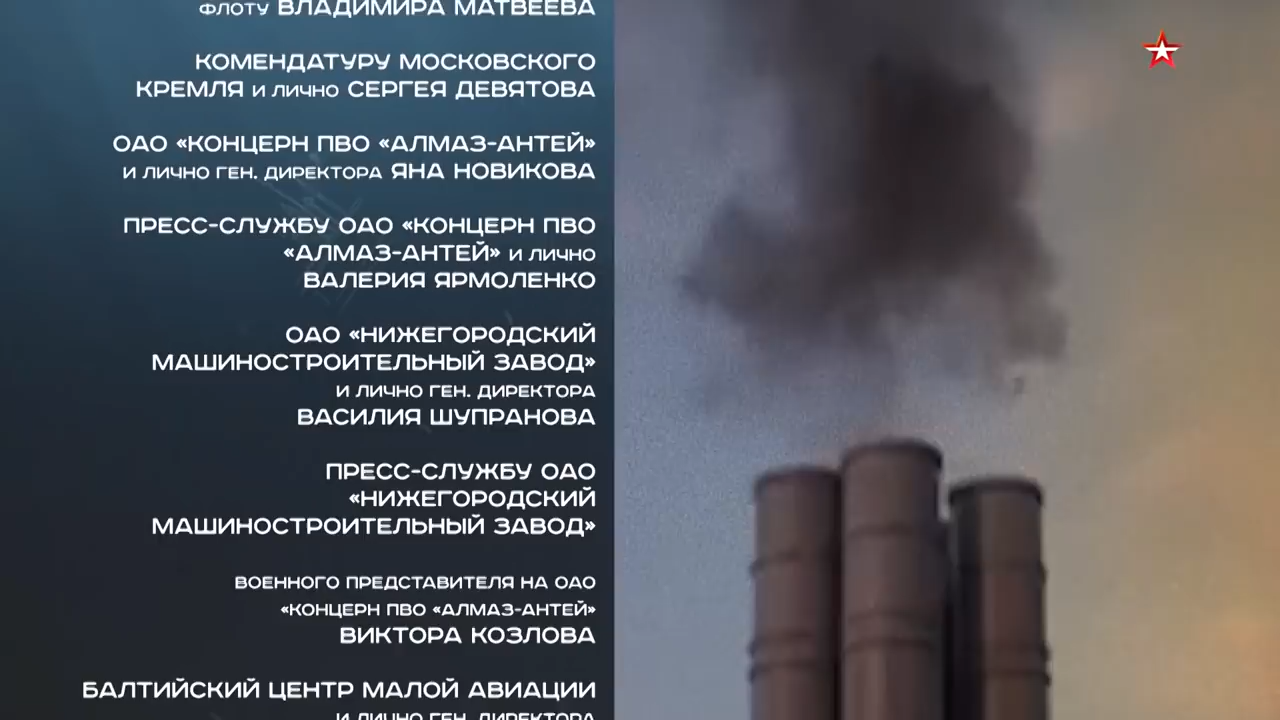 ФЛОТУ ВЛАДИМИРА МАТВЕЕВА
КОМЕНДАТУРУ МОСКОВСКОГО
КРЕМЛЯ И ЛИЧНО СЕРГЕЯ ДЕВЯТОВА
ОАО «КОНЦЕРН ПВО «АЛМАЗ-АНТЕЙ»
И ЛИЧНО ГЕН. ДИРЕКТОРА ЯНА НОВИКОВА
ПРЕСС-СЛУЖБУ ОАО «КОНЦЕРН ПВО
«АЛМАЗ-АНТЕЙ» И ЛИЧНО
ВАЛЕРИЯ ЯРМОЛЕНКО
ОАО «НИЖЕГОРОДСКИЙ
МАШИНОСТРОИТЕЛЬНЫЙ ЗАВОД»
И ЛИЧНО ГЕН. ДИРЕКТОРА
ВАСИЛИЯ ШУПРАНОВА
ПРЕСС-СЛУЖБУ ОАО
«НИЖЕГОРОДСКИЙ
МАШИНОСТРОИТЕЛЬНЫЙ ЗАВОД»
ВОЕННОГО ПРЕДСТАВИТЕЛЯ НА ОАО
«КОНЦЕРН ПВО «АЛМАЗ-АНТЕЙ»
ВИКТОРА КОЗЛОВА
БАЛТИЙСКИЙ ЦЕНТР МАЛОЙ АВИАЦИИ
И ЛИЧНО ГЕН. ДИРЕКТОРА